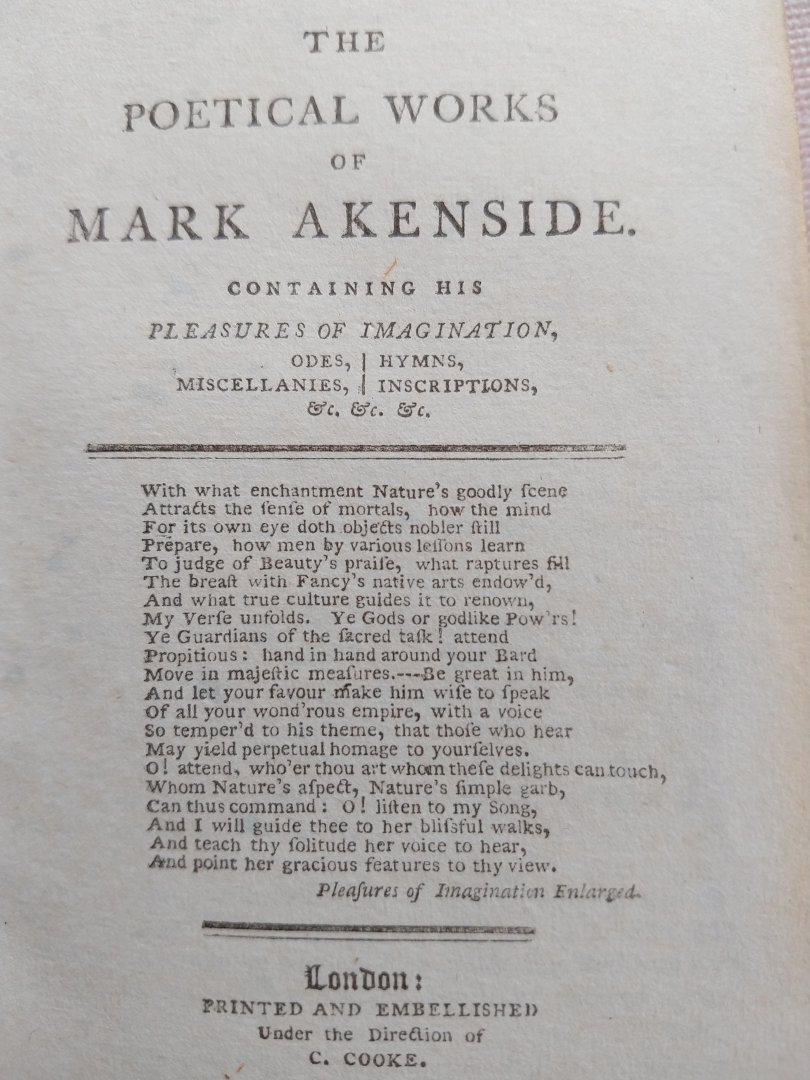 THE
POETICAL WORKS
OF
MARK AKENSIDE.
CONTAINING HIS
PLEASURES OF IMAGINATION,
ODES, | HYMNS,
MISCELLANIES, | INSCRIPTIONS,
&c. &c. &c.
With what enchantment Nature's goodly ſcene
Attracts the ſenſe of mortals, how the mind
For its own eye doth objects nobler ſtill
Prepare, how men by various leſſons learn
To judge of Beauty's praiſe, what raptures fill
The breaſt with Fancy's native arts endow'd,
And what true culture guides it to renown,
My Verſe unfolds. Ye Gods or godlike Pow'rs!
Ye Guardians of the ſacred taſk! attend
Propitious: hand in hand around your Bard
Move in majeſtic meaſures.---Be great in him,
And let your favour make him wiſe to ſpeak
Of all your wond'rous empire, with a voice
So temper'd to his theme, that thoſe who hear
May yield perpetual homage to yourſelves.
O! attend, who'er thou art whom theſe delights can touch,
Whom Nature's aſpect, Nature's ſimple garb,
Can thus command: O! liſten to my Song,
And I will guide thee to her bliſsful walks,
And teach thy ſolitude her voice to hear,
And point her gracious features to thy view.
Pleaſures of Imagination Enlarged.
London:
PRINTED AND EMBELLISHED
Under the Direction of
C. COOKE.